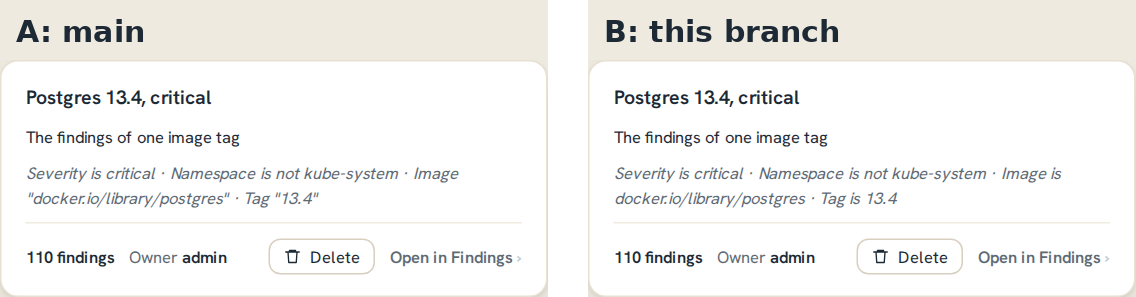 A: main
Postgres 13.4, critical
The findings of one image tag
Severity is critical · Namespace is not kube-system · Image
"docker.io/library/postgres" · Tag "13.4"
110 findings Owner admin Delete Open in Findings ›
B: this branch
Postgres 13.4, critical
The findings of one image tag
Severity is critical · Namespace is not kube-system · Image is
docker.io/library/postgres · Tag is 13.4
110 findings Owner admin Delete Open in Findings ›